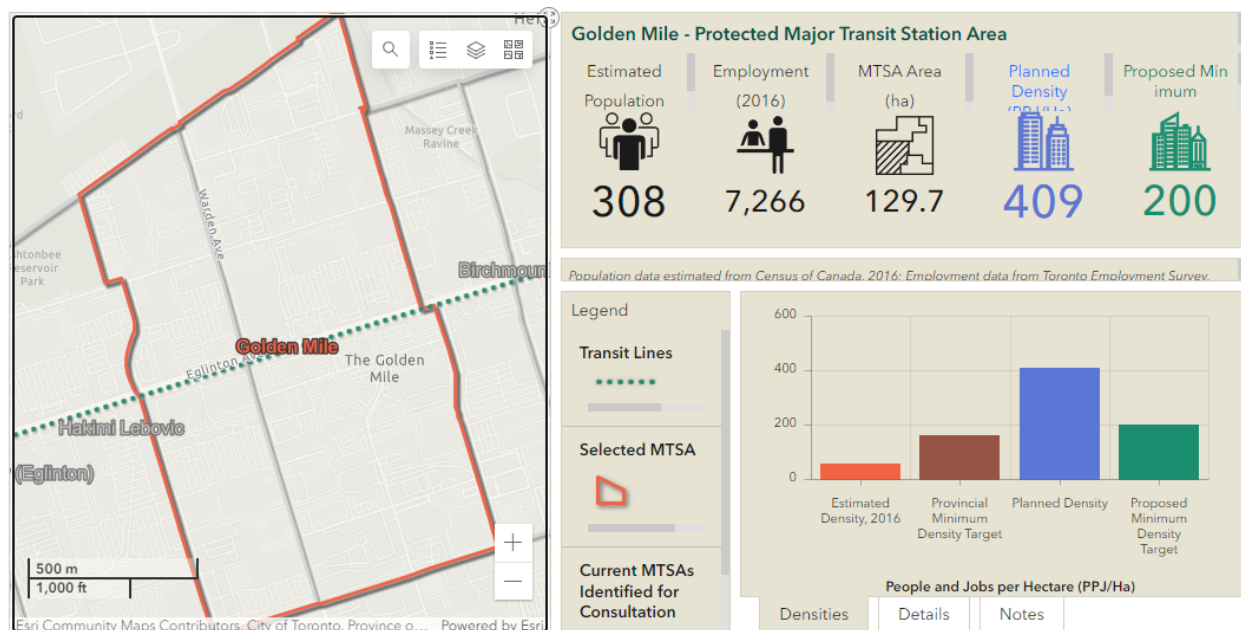 Massey Creek
Ravine
Warden Ave
Reservoir
Park
Golden Mile
Eglinton Ave
The Golden
Mile
Hakimi Lebovic
(Eglinton)
500 m
1,000 ft
Esri Community Maps Contributors, City of Toronto, Province o... Powered by Esri
Golden Mile - Protected Major Transit Station Area
Estimated
Population
308
Employment
(2016)
7,266
MTSA Area
(ha)
129.7
Planned
Density
(PPJ/Ha)
409
Proposed Min
imum
200
Population data estimated from Census of Canada, 2016; Employment data from Toronto Employment Survey,
Legend
Transit Lines
Selected MTSA
Current MTSAs
Identified for
Consultation
600
400
200
0
Estimated
Density, 2016
Provincial
Minimum
Density Target
Planned Density
Proposed
Minimum
Density
Target
People and Jobs per Hectare (PPJ/Ha)
Densities
Details
Notes